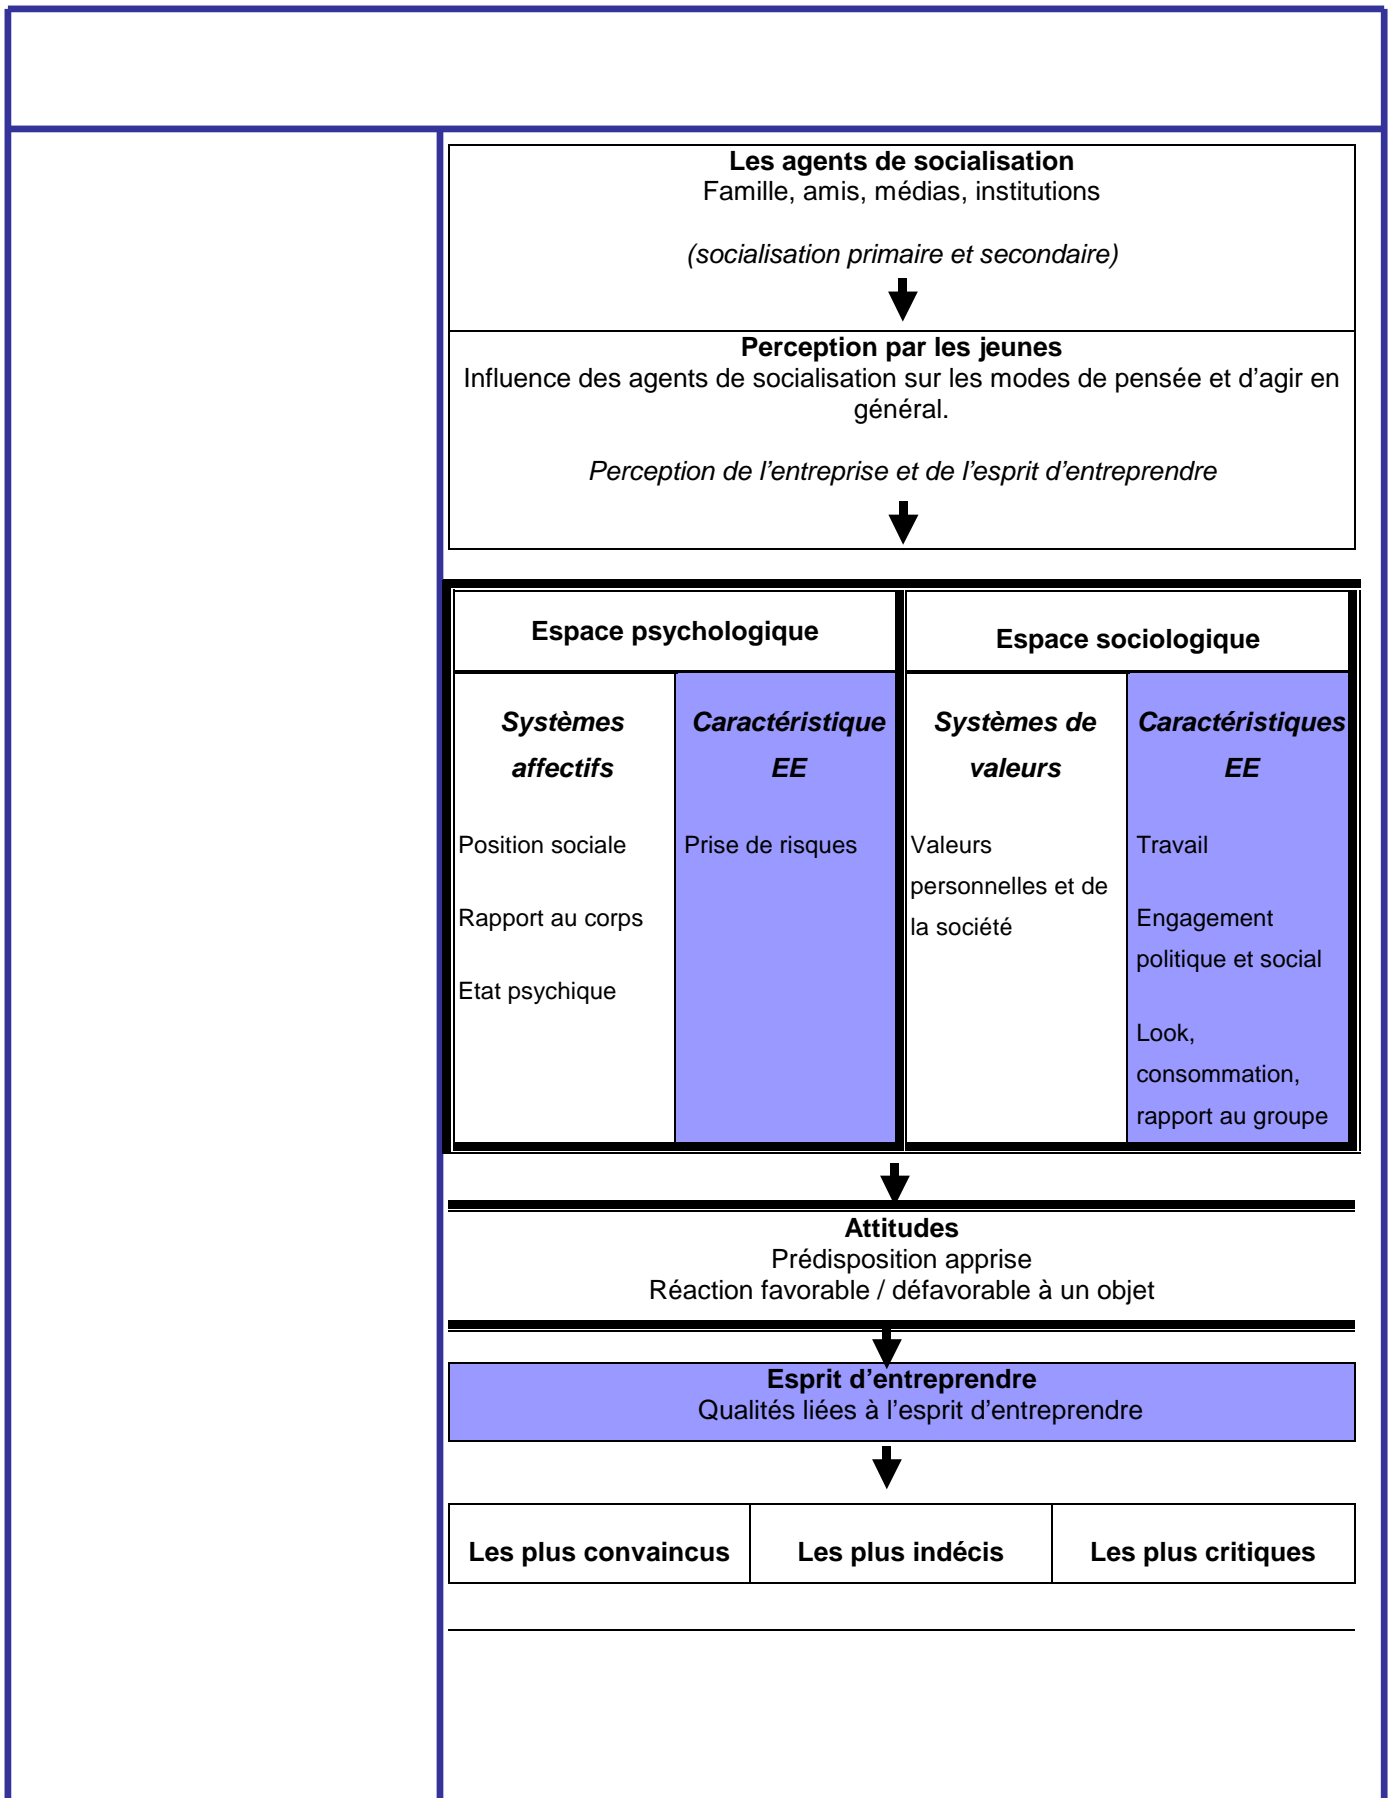 Les agents de socialisation
Famille, amis, médias, institutions
(socialisation primaire et secondaire)
Perception par les jeunes
Influence des agents de socialisation sur les modes de pensée et d’agir en
général.
Perception de l’entreprise et de l’esprit d’entreprendre
Espace psychologique
Espace sociologique
Systèmes
affectifs
Position sociale
Rapport au corps
Etat psychique
Caractéristique
EE
Prise de risques
Systèmes de
valeurs
Valeurs
personnelles et de
la société
Caractéristiques
EE
Travail
Engagement
politique et social
Look,
consommation,
rapport au groupe
Attitudes
Prédisposition apprise
Réaction favorable / défavorable à un objet
Esprit d’entreprendre
Qualités liées à l’esprit d’entreprendre
Les plus convaincus
Les plus indécis
Les plus critiques